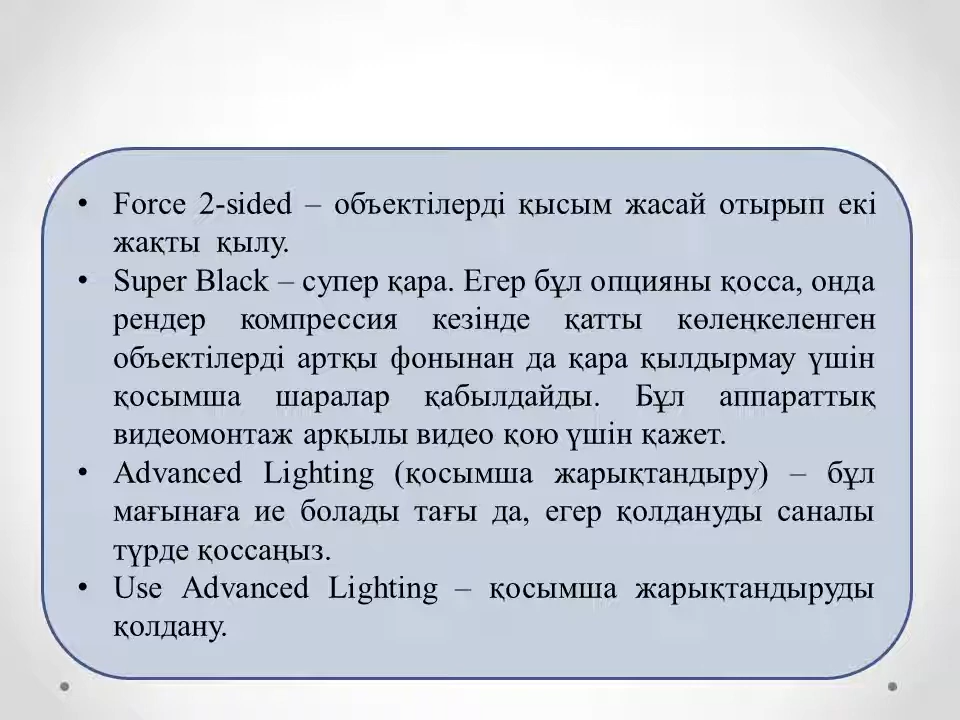 • Force 2-sided – объектілерді қысым жасай отырып екі
жақты қылу.
• Super Black – супер қара. Егер бұл опцияны қосса, онда
рендер компрессия кезінде қатты көлеңкеленген
объектілерді артқы фонынан да қара қылдырмау үшін
қосымша шаралар қабылдайды. Бұл аппараттық
видеомонтаж арқылы видео қою үшін қажет.
• Advanced Lighting (қосымша жарықтандыру) – бұл
мағынаға ие болады тағы да, егер қолдануды саналы
түрде қоссаңыз.
• Use Advanced Lighting – қосымша жарықтандыруды
қолдану.